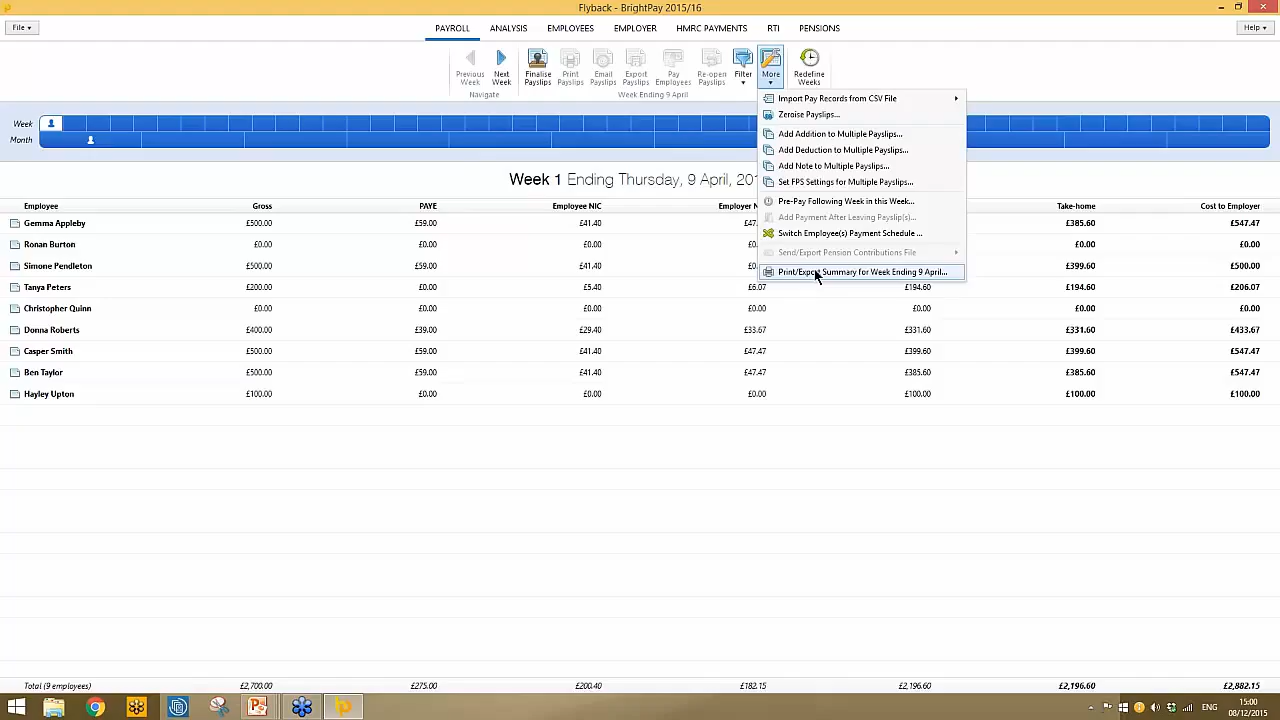 Flyback - BrightPay 2015/16
File
PAYROLL ANALYSIS EMPLOYEES EMPLOYER HMRC PAYMENTS RTI PENSIONS
Help
Previous Week
Next Week
Finalise Payslips
Print Payslips
Email Payslips
Export Payslips
Pay Employees
Re-open Payslips
Filter
More
Redefine Weeks
Navigate
Week Ending 9 April
Import Pay Records from CSV File
Zeroise Payslips...
Add Addition to Multiple Payslips...
Add Deduction to Multiple Payslips...
Add Note to Multiple Payslips...
Set FPS Settings for Multiple Payslips...
Pre-Pay Following Week in this Week...
Add Payment After Leaving Payslip(s)...
Switch Employee(s) Payment Schedule ...
Send/Export Pension Contributions File
Print/Export Summary for Week Ending 9 April...
Week
Month
Week 1 Ending Thursday, 9 April, 20
Employee Gross PAYE Employee NIC Employer Take-home Cost to Employer
Gemma Appleby £500.00 £59.00 £41.40 £47. £385.60 £547.47
Ronan Burton £0.00 £0.00 £0.00 £0. £0.00 £0.00
Simone Pendleton £500.00 £59.00 £41.40 £0. £399.60 £500.00
Tanya Peters £200.00 £0.00 £5.40 £6.07 £194.60 £194.60 £206.07
Christopher Quinn £0.00 £0.00 £0.00 £0.00 £0.00 £0.00 £0.00
Donna Roberts £400.00 £39.00 £29.40 £33.67 £331.60 £331.60 £433.67
Casper Smith £500.00 £59.00 £41.40 £47.47 £399.60 £399.60 £547.47
Ben Taylor £500.00 £59.00 £41.40 £47.47 £385.60 £385.60 £547.47
Hayley Upton £100.00 £0.00 £0.00 £0.00 £100.00 £100.00 £100.00
Total (9 employees) £2,700.00 £275.00 £200.40 £182.15 £2,196.60 £2,196.60 £2,882.15
ENG
15:00
08/12/2015